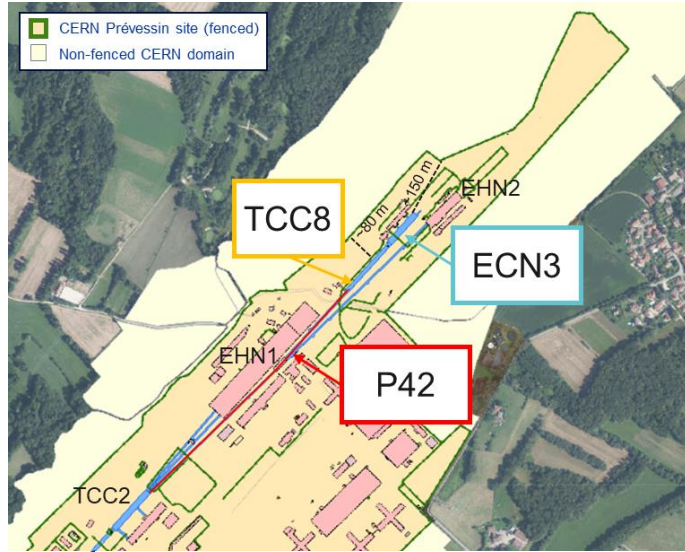 CERN Prévessin site (fenced)
Non-fenced CERN domain
~150 m
EHN2
~80 m
TCC8
ECN3
EHN1
P42
TCC2